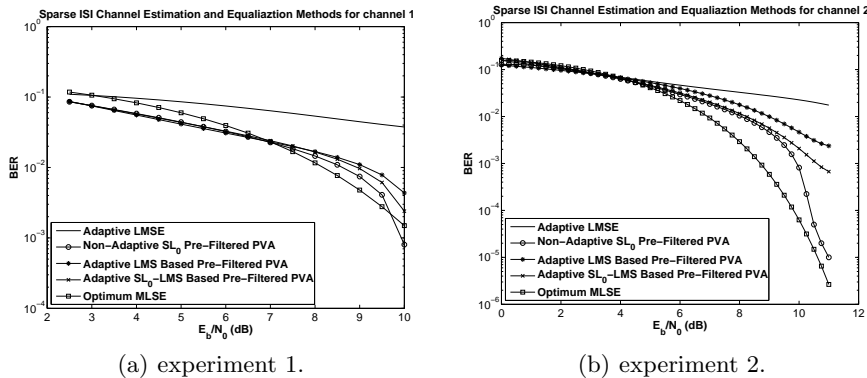 Sparse ISI Channel Estimation and Equaliaztion Methods for channel 1
10^0
10^-1
10^-2
10^-3
10^-4
BER
Adaptive LMSE
Non-Adaptive SL0 Pre-Filtered PVA
Adaptive LMS Based Pre-Filtered PVA
Adaptive SL0-LMS Based Pre-Filtered PVA
Optimum MLSE
2 3 4 5 6 7 8 9 10
Eb/N0 (dB)
(a) experiment 1.
Sparse ISI Channel Estimation and Equaliaztion Methods for channel 2
10^0
10^-1
10^-2
10^-3
10^-4
10^-5
10^-6
BER
Adaptive LMSE
Non-Adaptive SL0 Pre-Filtered PVA
Adaptive LMS Based Pre-Filtered PVA
Adaptive SL0-LMS Based Pre-Filtered PVA
Optimum MLSE
0 2 4 6 8 10 12
Eb/N0 (dB)
(b) experiment 2.